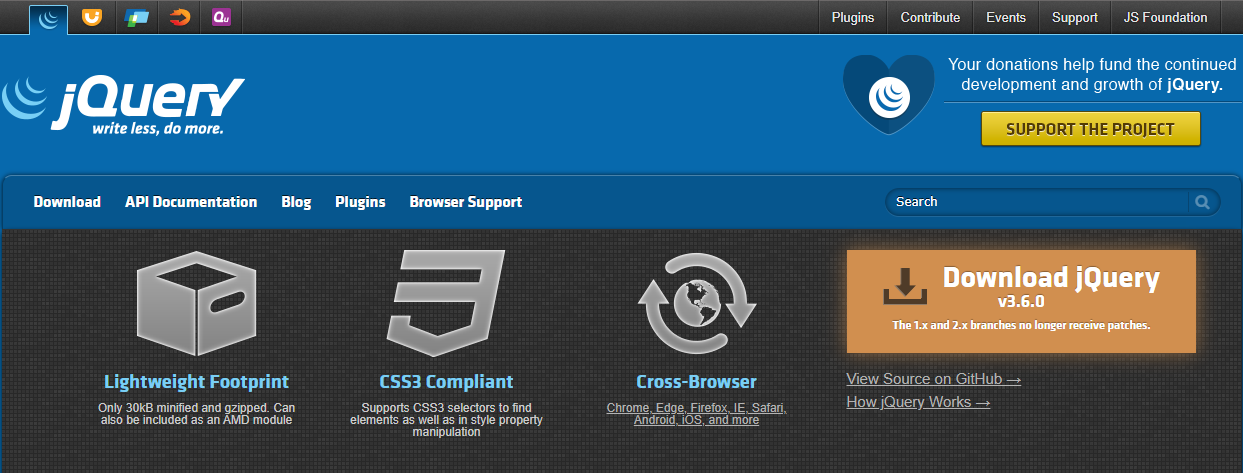 Qu
Plugins
Contribute
Events
Support
JS Foundation
jQuery
write less, do more.
Your donations help fund the continued
development and growth of jQuery.
SUPPORT THE PROJECT
Download
API Documentation
Blog
Plugins
Browser Support
Search
Lightweight Footprint
Only 30kB minified and gzipped. Can
also be included as an AMD module
CSS3 Compliant
Supports CSS3 selectors to find
elements as well as in style property
manipulation
Cross-Browser
Chrome, Edge, Firefox, IE, Safari,
Android, iOS, and more
Download jQuery
v3.6.0
The 1.x and 2.x branches no longer receive patches.
View Source on GitHub →
How jQuery Works →